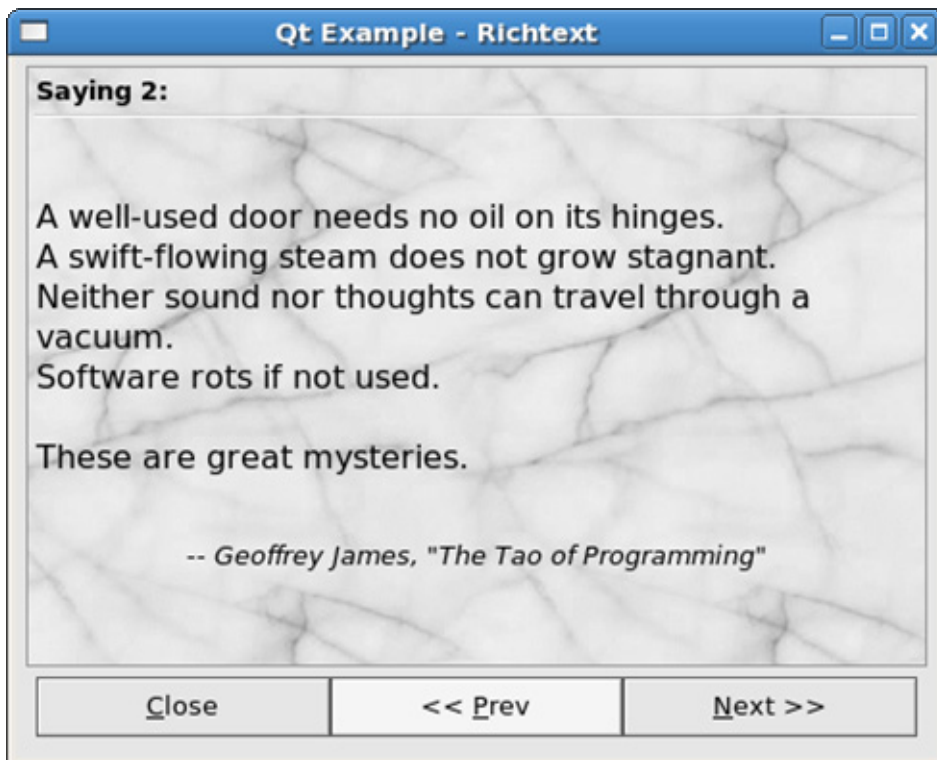 Qt Example - Richtext
Saying 2:
A well-used door needs no oil on its hinges.
A swift-flowing steam does not grow stagnant.
Neither sound nor thoughts can travel through a
vacuum.
Software rots if not used.
These are great mysteries.
-- Geoffrey James, "The Tao of Programming"
Close
<< Prev
Next >>